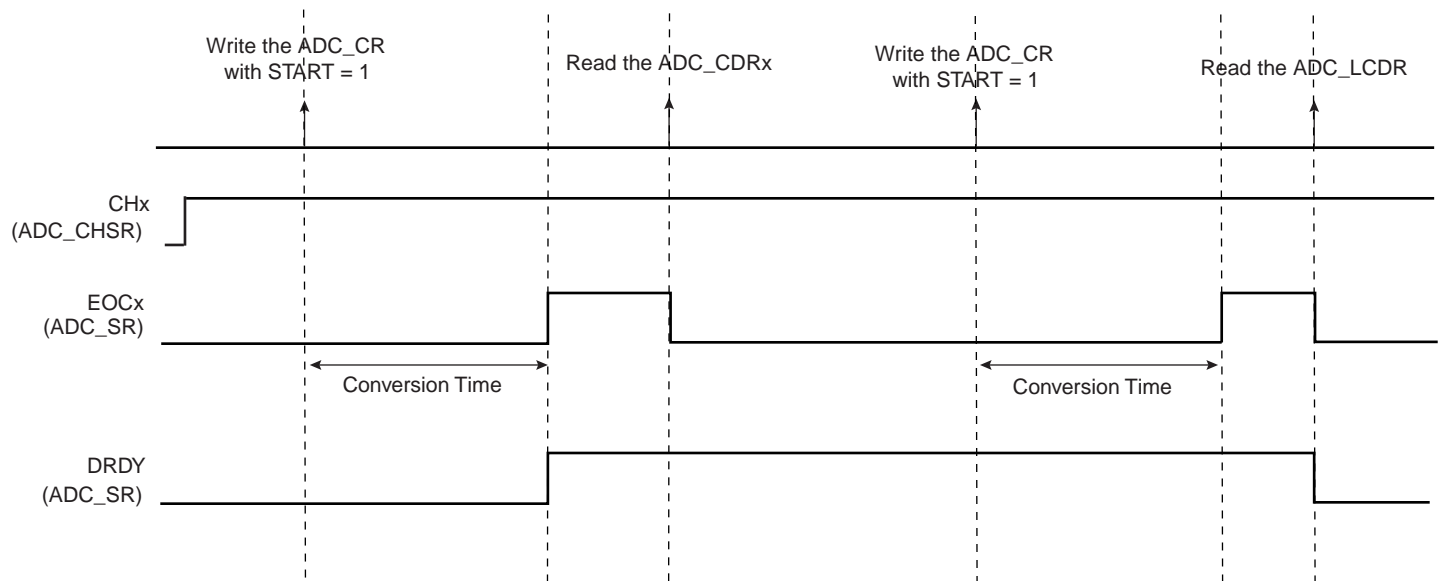 Write the ADC_CR
with START = 1
Read the ADC_CDRx
Write the ADC_CR
with START = 1
Read the ADC_LCDR
CHx
(ADC_CHSR)
EOCx
(ADC_SR)
Conversion Time
Conversion Time
DRDY
(ADC_SR)